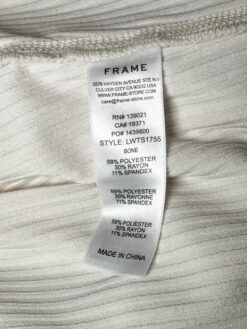 FRAME
3578 HAYDEN AVENUE STE N-1
CULVER CITY CA 90232 USA
WWW.FRAME-STORE.COM
care@frame-store.com
RN# 139021
CA# 19371
PO# 1439800
STYLE: LWTS1755
BONE
59% POLYESTER
30% RAYON
11% SPANDEX
59% POLYESTER
30% RAYONNE
11% SPANDEX
59% POLYESTER
30% RAYON
11% SPANDEX
MADE IN CHINA